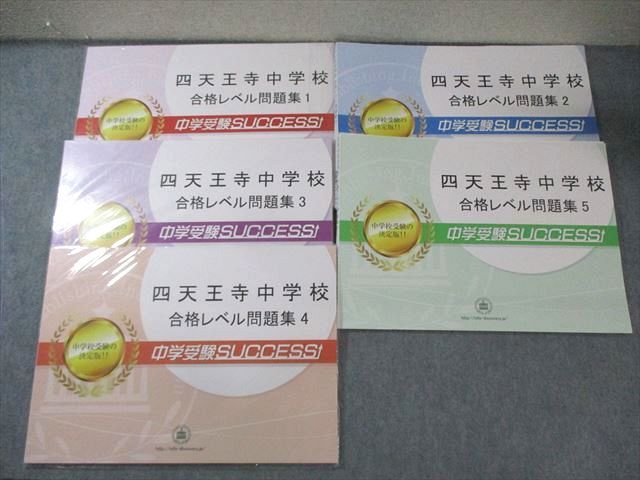 四天王寺中学校
合格レベル問題集1
中学校受験の
決定版!!
中学受験SUCCESS!
四天王寺中学校
合格レベル問題集2
中学校受験の
決定版!!
中学受験SUCCESS!
四天王寺中学校
合格レベル問題集3
中学受験SUCCESS!
四天王寺中学校
合格レベル問題集5
中学校受験の
決定版!!
中学受験SUCCESS!
四天王寺中学校
合格レベル問題集4
中学校受験の
決定版!!
中学受験SUCCESS!